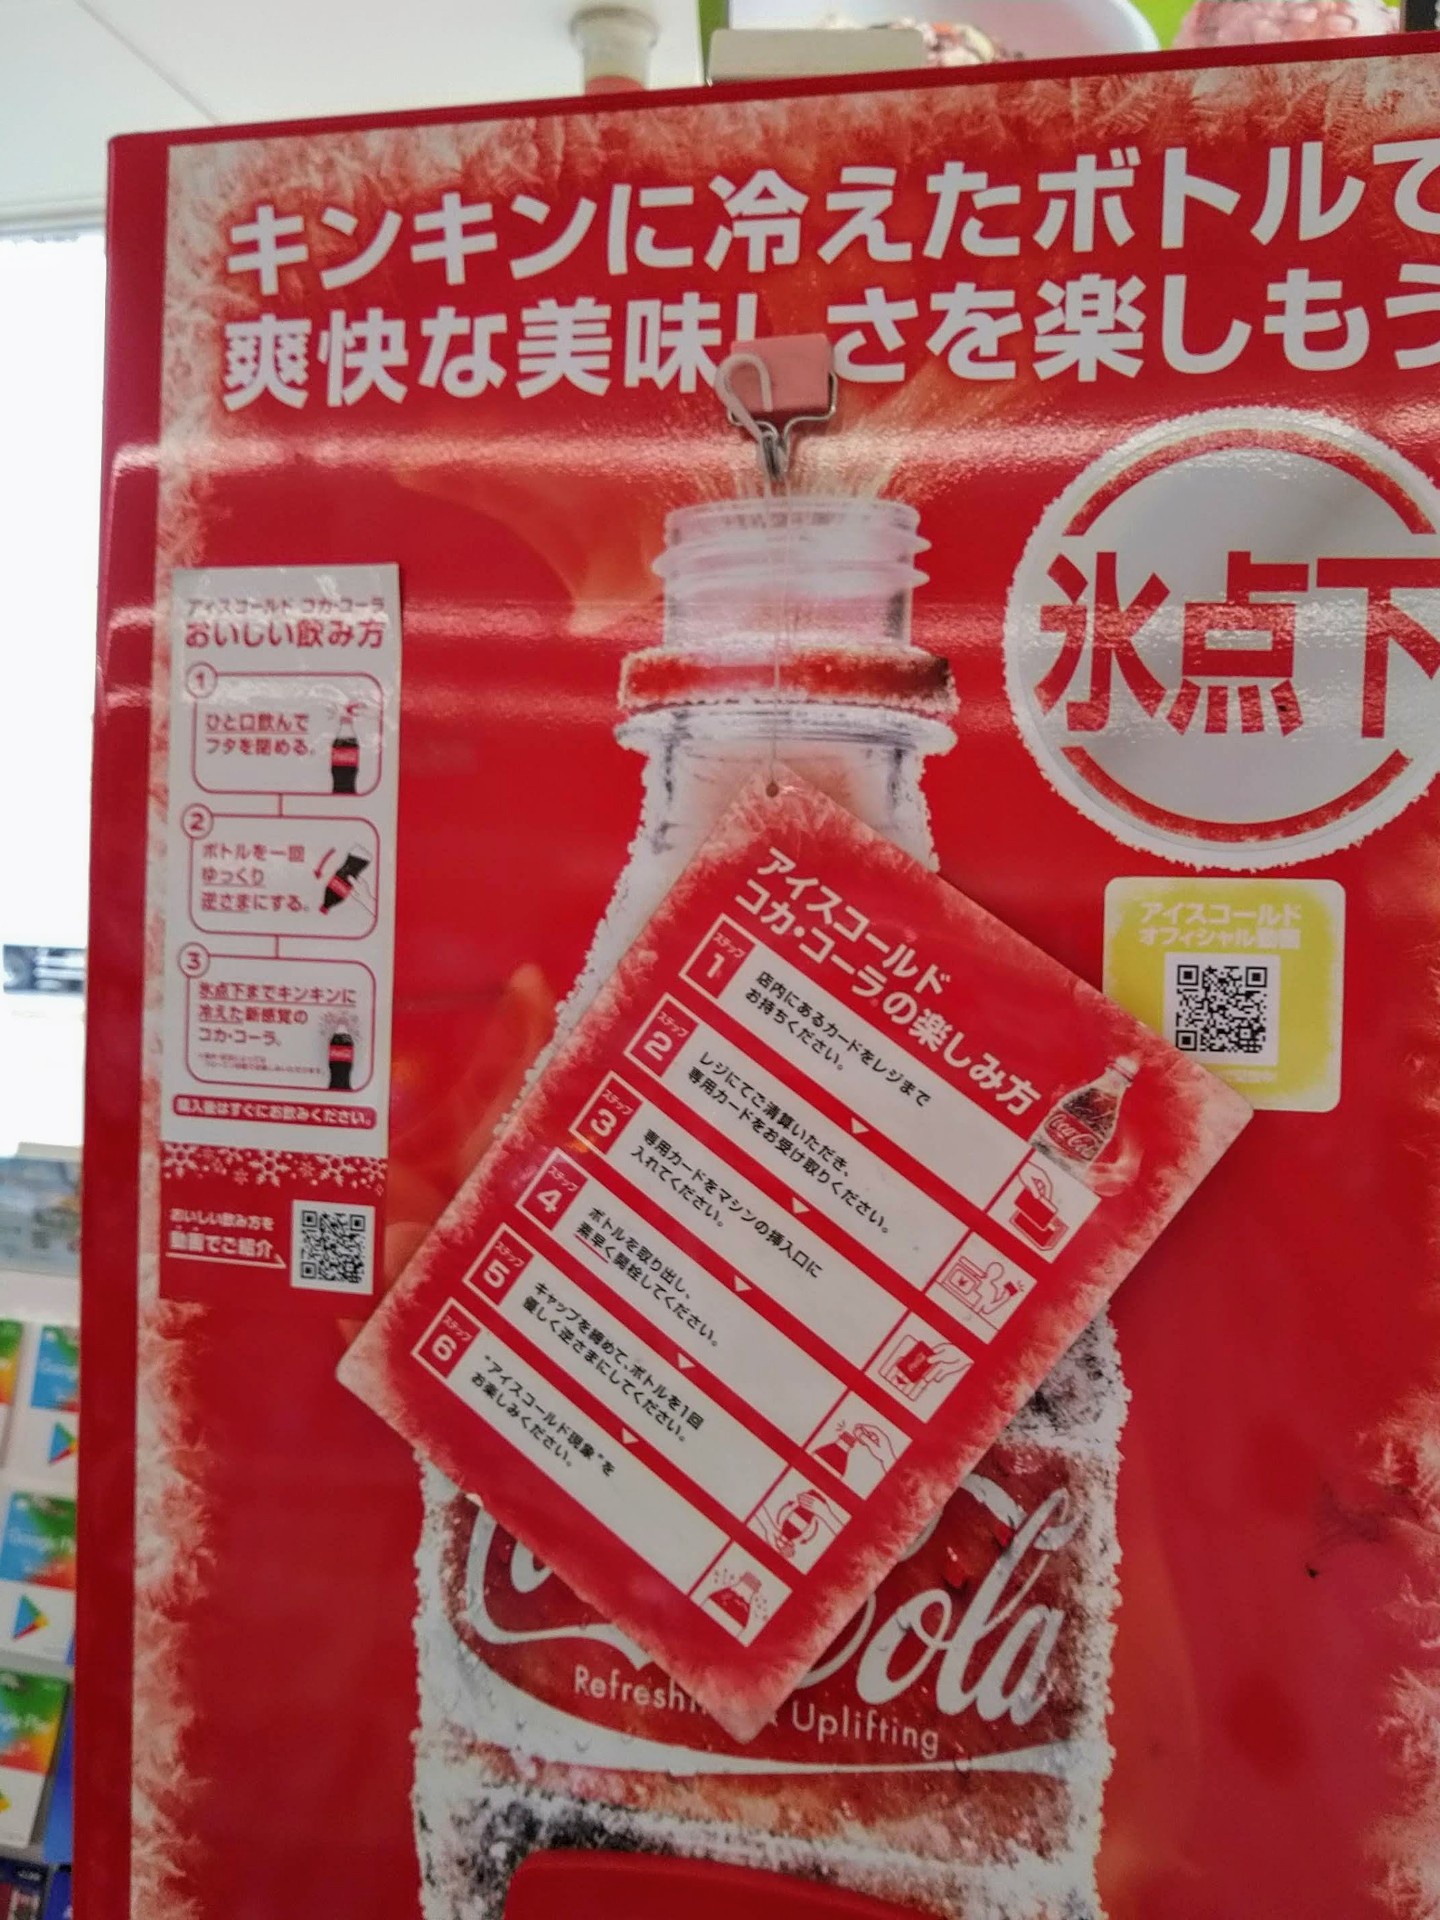 キンキンに冷えたボトルで
爽快な美味しさを楽しもう
氷点下
アイスコールド コカ・コーラ
おいしい飲み方
1
ひと口飲んで
フタを閉める。
2
ボトルを一回
ゆっくり
逆さまにする。
3
氷点下までキンキンに
冷えた新感覚の
コカ・コーラ。
購入後はすぐにお飲みください。
おいしい飲み方を
動画でご紹介
アイスコールド
オフィシャル動画
アイスコールド
コカ・コーラ®の楽しみ方
ステップ
1
店内にあるカードをレジまで
お持ちください。
ステップ
2
レジにてご清算いただき、
専用カードをお受け取りください。
ステップ
3
専用カードをマシンの挿入口に
入れてください。
ステップ
4
ボトルを取り出し、
素早く開栓してください。
ステップ
5
キャップを締めて、ボトルを1回
優しく逆さまにしてください。
ステップ
6
"アイスコールド現象"を
お楽しみください。
Coca-Cola
Cola
Uplifting